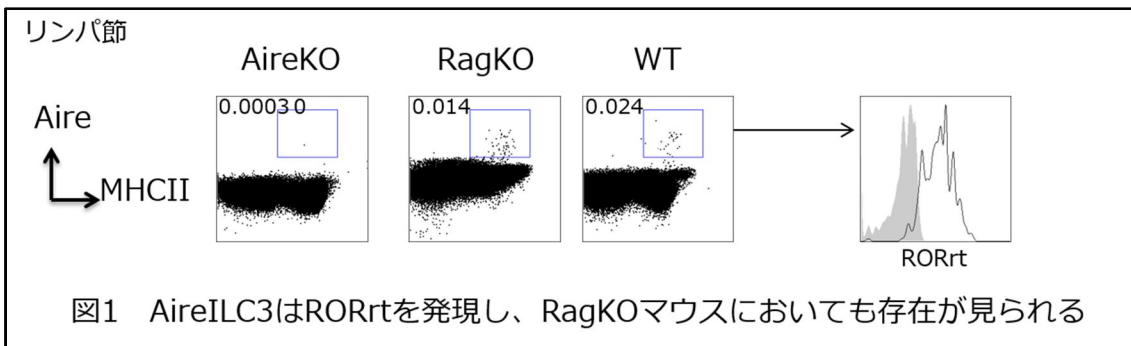 リンパ節
AireKO RagKO WT
0.00030 0.014 0.024
Aire
MHCII
RORrt
図1 AireILC3はRORrtを発現し、RagKOマウスにおいても存在が見られる